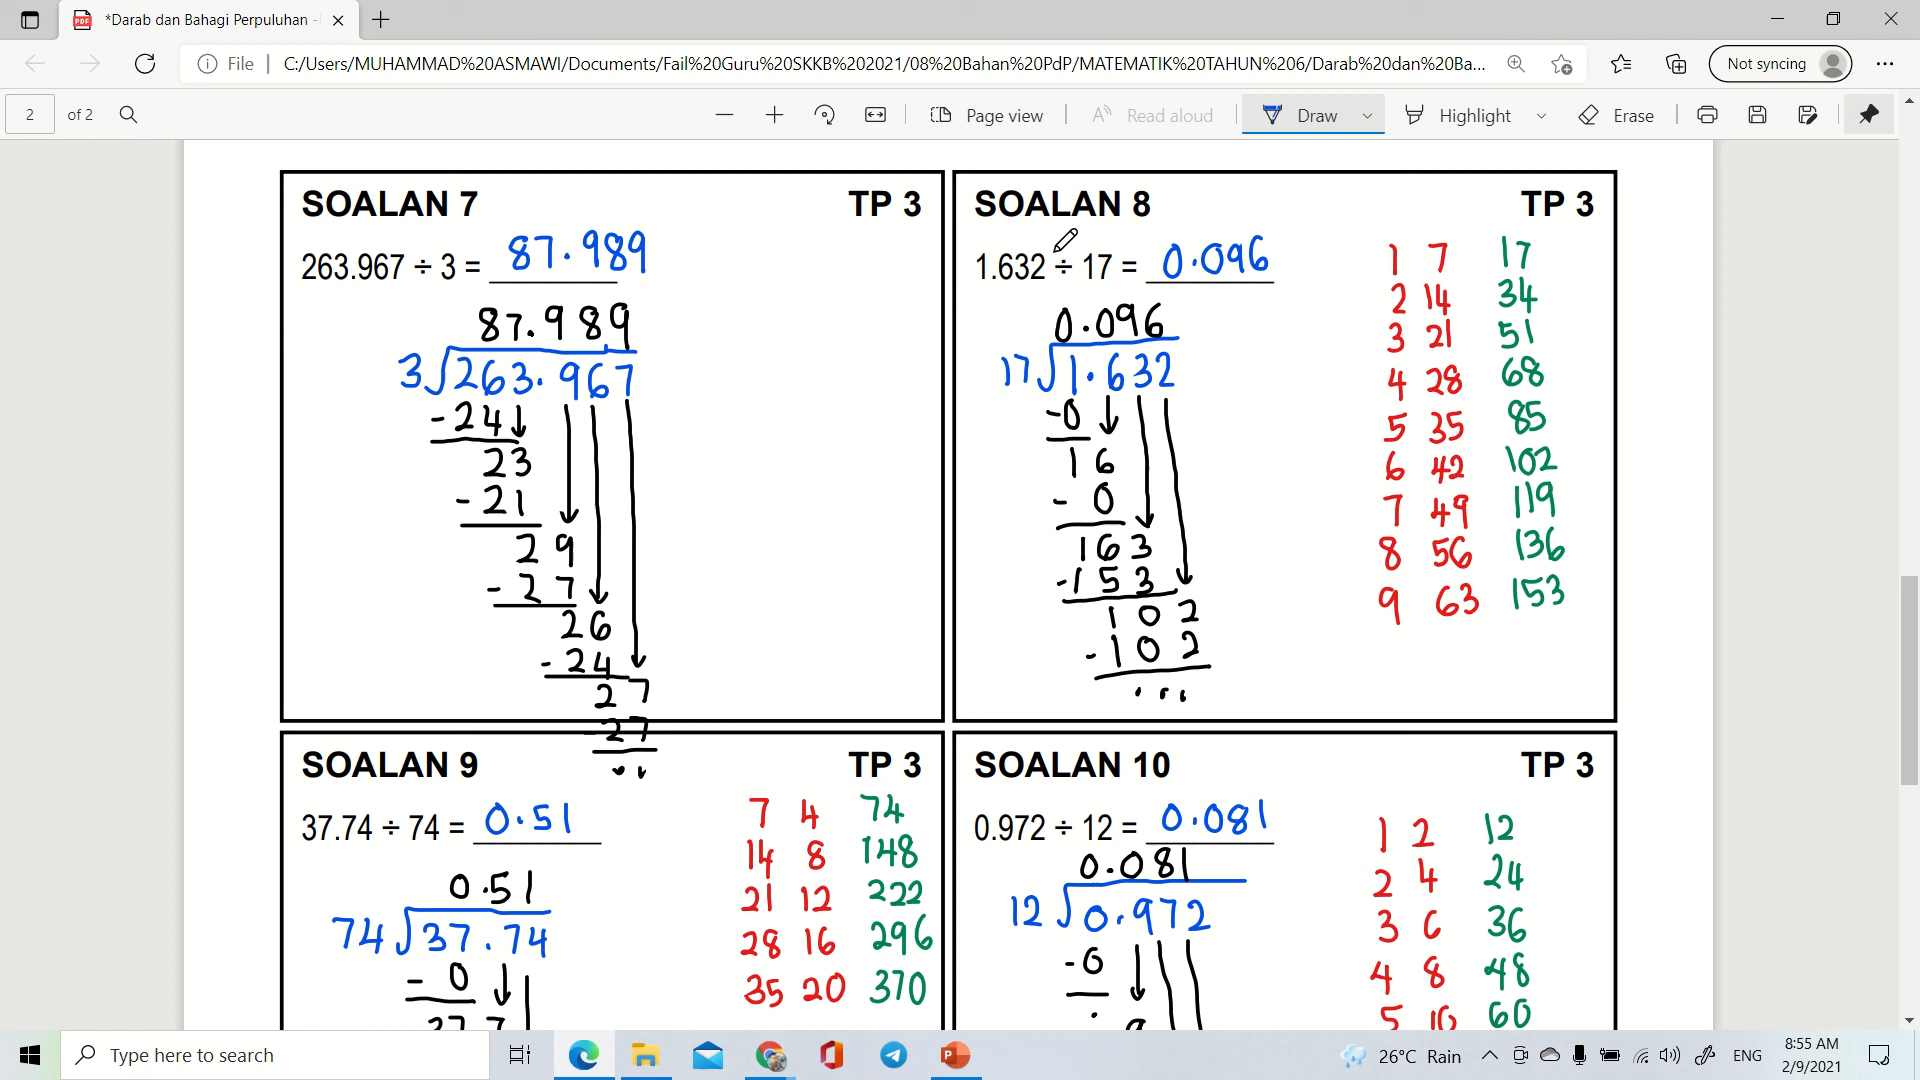 *Darab dan Bahagi Perpuluhan -
File
C:/Users/MUHAMMAD%20ASMAWI/Documents/Fail%20Guru%20SKKB%202021/08%20Bahan%20PdP/MATEMATIK%20TAHUN%206/Darab%20dan%20Ba...
Not syncing
2 of 2
Page view
Read aloud
Draw
Highlight
Erase
SOALAN 7 TP 3
263.967 ÷ 3 = 87.989
87.989
3 263.967
-24
23
-21
29
-27
26
-24
27
27
SOALAN 8 TP 3
1.632 ÷ 17 = 0.096
0.096
17 1.632
-0
16
- 0
163
-153
102
-102
1 7 17
2 14 34
3 21 51
4 28 68
5 35 85
6 42 102
7 49 119
8 56 136
9 63 153
SOALAN 9 TP 3
37.74 ÷ 74 = 0.51
0.51
74 37.74
- 0
37 7
7 4 74
14 8 148
21 12 222
28 16 296
35 20 370
SOALAN 10 TP 3
0.972 ÷ 12 = 0.081
0.081
12 0.972
-0
9
1 2 12
2 4 24
3 6 36
4 8 48
5 10 60
Type here to search
26°C Rain
ENG
8:55 AM
2/9/2021